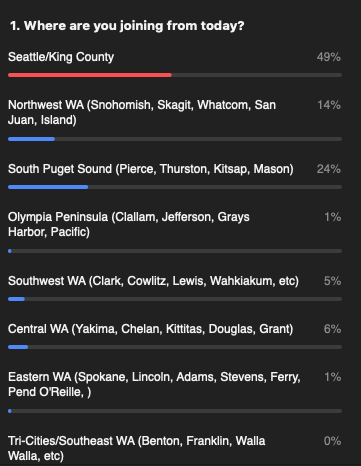 1. Where are you joining from today?
Seattle/King County 49%
Northwest WA (Snohomish, Skagit, Whatcom, San 14%
Juan, Island)
South Puget Sound (Pierce, Thurston, Kitsap, Mason) 24%
Olympia Peninsula (Clallam, Jefferson, Grays 1%
Harbor, Pacific)
Southwest WA (Clark, Cowlitz, Lewis, Wahkiakum, etc) 5%
Central WA (Yakima, Chelan, Kittitas, Douglas, Grant) 6%
Eastern WA (Spokane, Lincoln, Adams, Stevens, Ferry, 1%
Pend O'Reille, )
Tri-Cities/Southeast WA (Benton, Franklin, Walla 0%
Walla, etc)